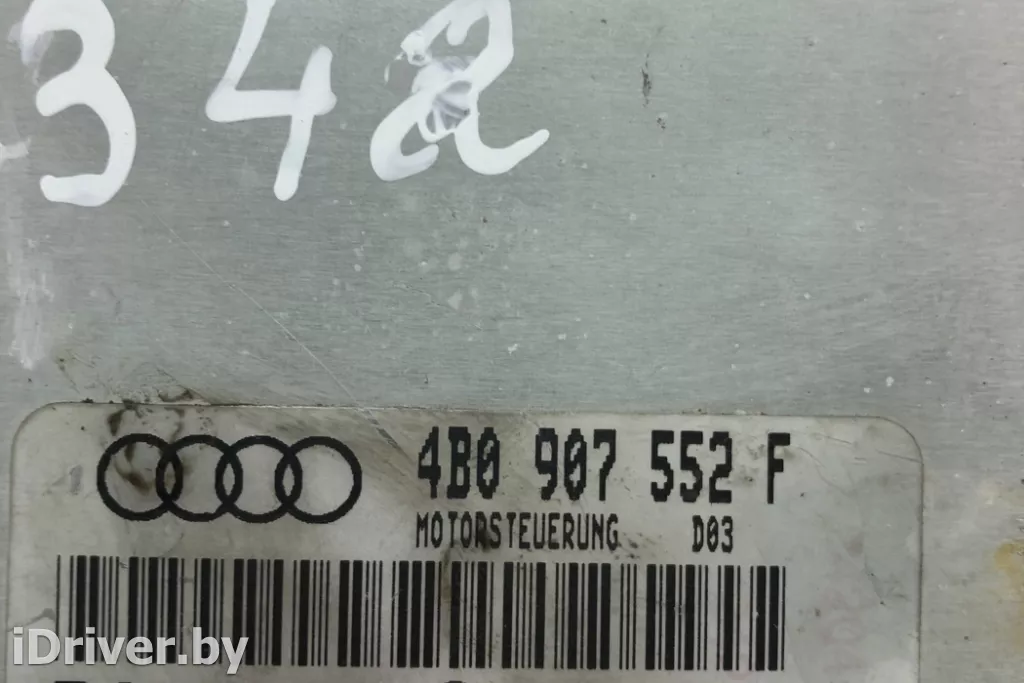 342
4B0 907 552 F
MOTORSTEUERUNG D03
iDriver.by